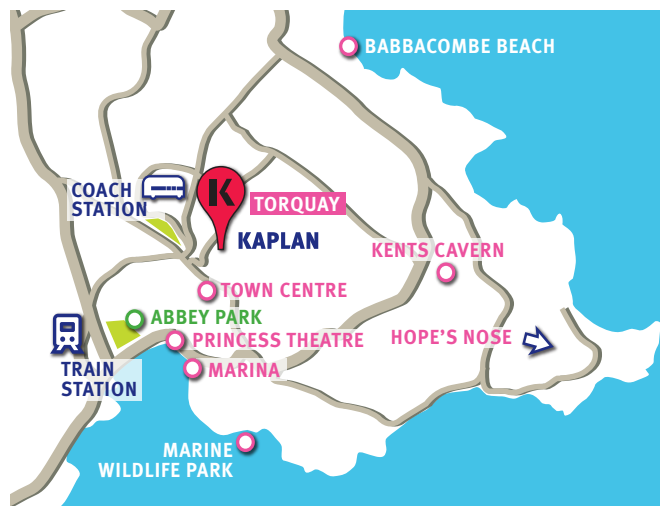 BABBACOMBE BEACH
COACH
STATION
K
TORQUAY
KAPLAN
KENTS CAVERN
TOWN CENTRE
ABBEY PARK
PRINCESS THEATRE
HOPE'S NOSE
TRAIN
STATION
MARINA
MARINE
WILDLIFE PARK